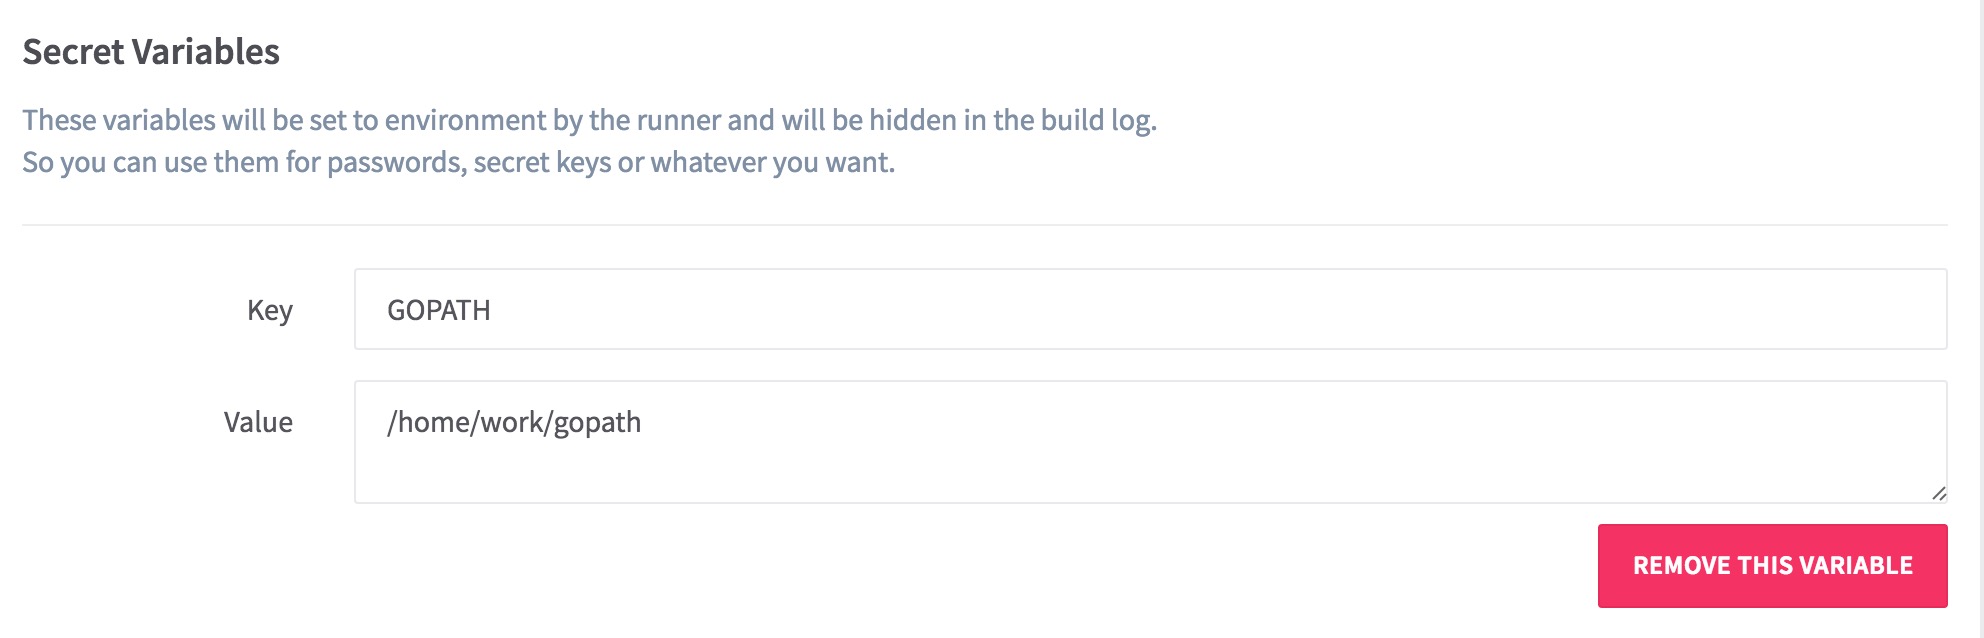 Secret Variables
These variables will be set to environment by the runner and will be hidden in the build log.
So you can use them for passwords, secret keys or whatever you want.
Key
GOPATH
Value
/home/work/gopath
REMOVE THIS VARIABLE